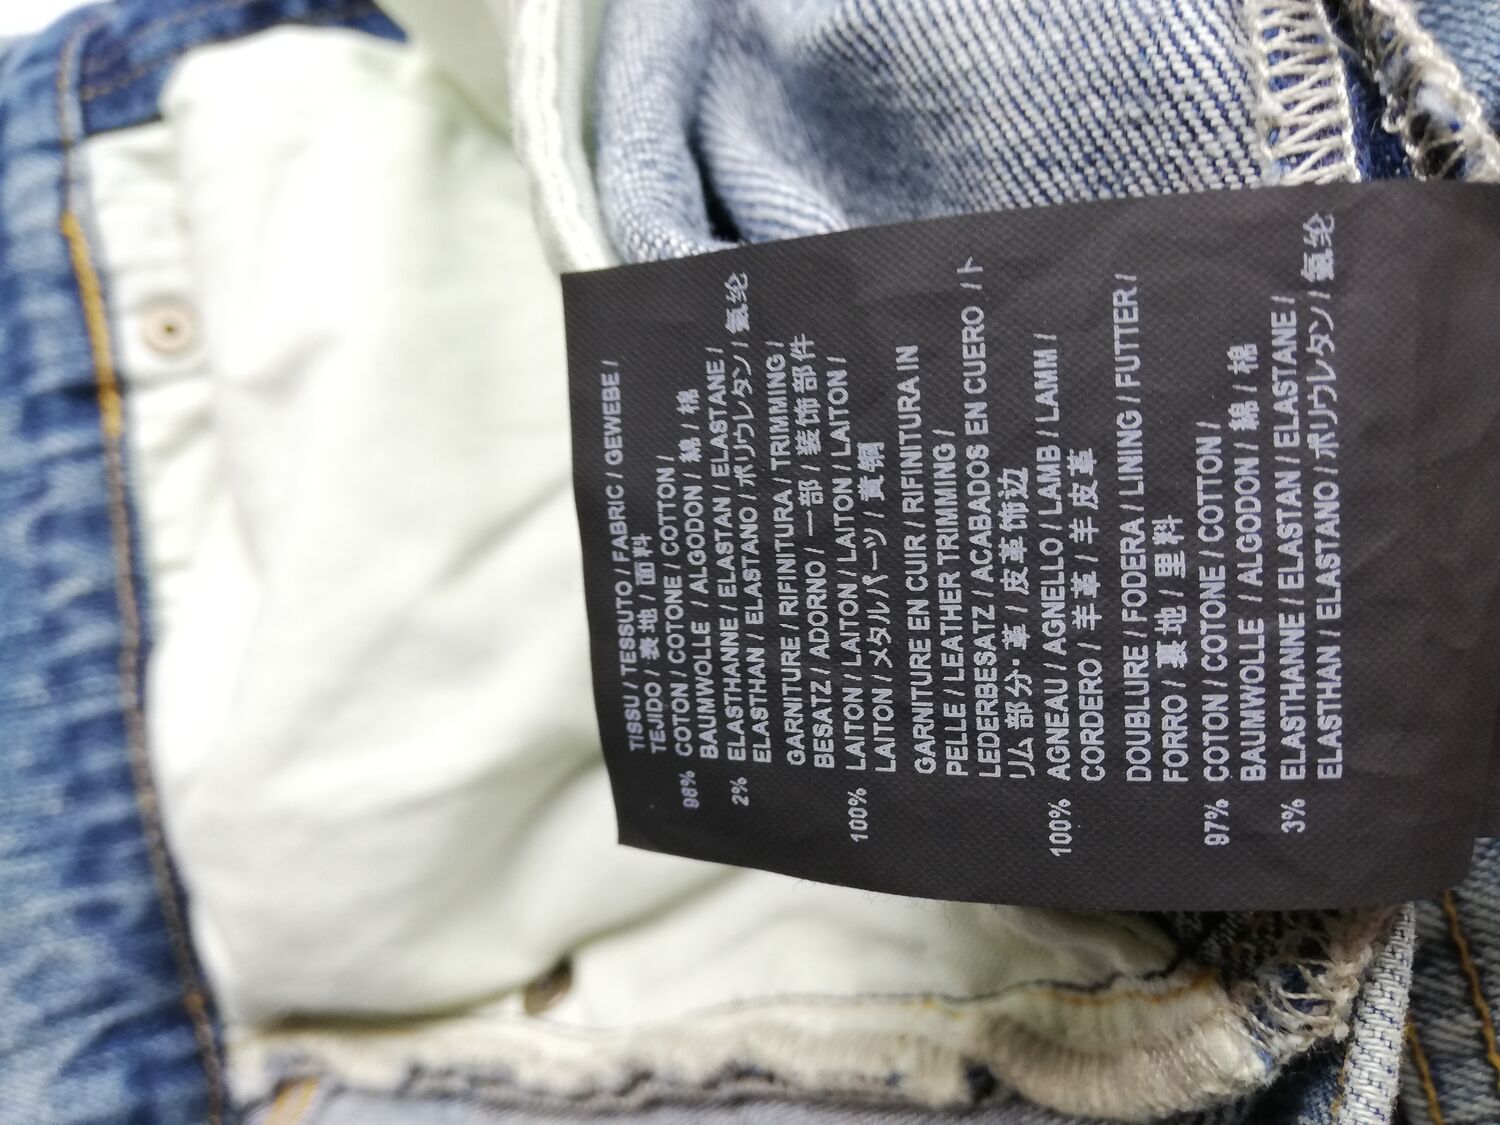 TISSU / TESSUTO / FABRIC / GEWEBE /
TEJIDO / 表地 / 面料
98% COTON / COTONE / COTTON /
BAUMWOLLE / ALGODON / 綿 / 棉
2% ELASTHANNE / ELASTAN / ELASTANE /
ELASTHAN / ELASTANO / ポリウレタン / 氨纶
GARNITURE / RIFINITURA / TRIMMING /
BESATZ / ADORNO / 一部 / 装饰部件
100% LAITON / LAITON / LAITON / LAITON /
LAITON / メタルパーツ / 黄铜
GARNITURE EN CUIR / RIFINITURA IN
PELLE / LEATHER TRIMMING /
LEDERBESATZ / ACABADOS EN CUERO / ト
リム部分・革 / 皮革饰边
100% AGNEAU / AGNELLO / LAMB / LAMM /
CORDERO / 羊革 / 羊皮革
DOUBLURE / FODERA / LINING / FUTTER /
FORRO / 裏地 / 里料
97% COTON / COTONE / COTTON /
BAUMWOLLE / ALGODON / 綿 / 棉
3% ELASTHANNE / ELASTAN / ELASTANE /
ELASTHAN / ELASTANO / ポリウレタン / 氨纶